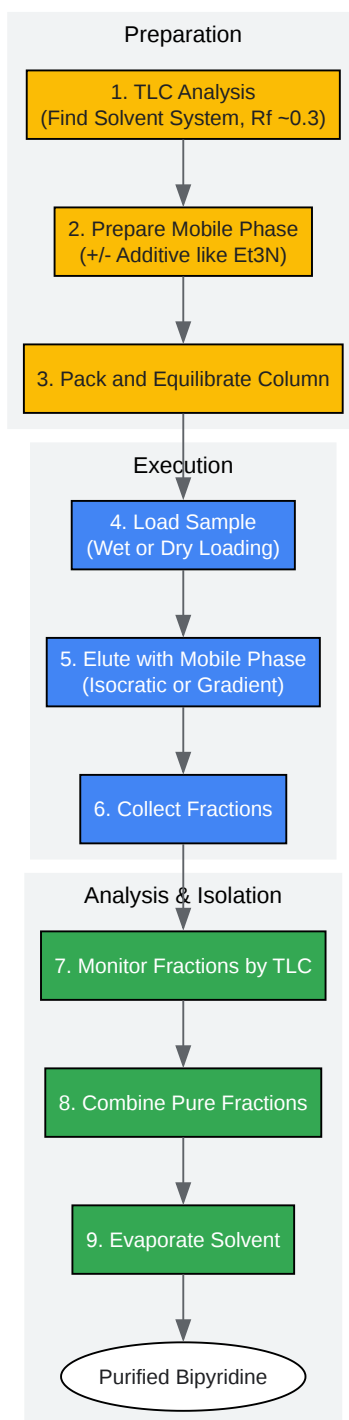 Preparation
1. TLC Analysis
(Find Solvent System, Rf ~0.3)
2. Prepare Mobile Phase
(+/- Additive like Et3N)
3. Pack and Equilibrate Column
Execution
4. Load Sample
(Wet or Dry Loading)
5. Elute with Mobile Phase
(Isocratic or Gradient)
6. Collect Fractions
Analysis & Isolation
7. Monitor Fractions by TLC
8. Combine Pure Fractions
9. Evaporate Solvent
Purified Bipyridine